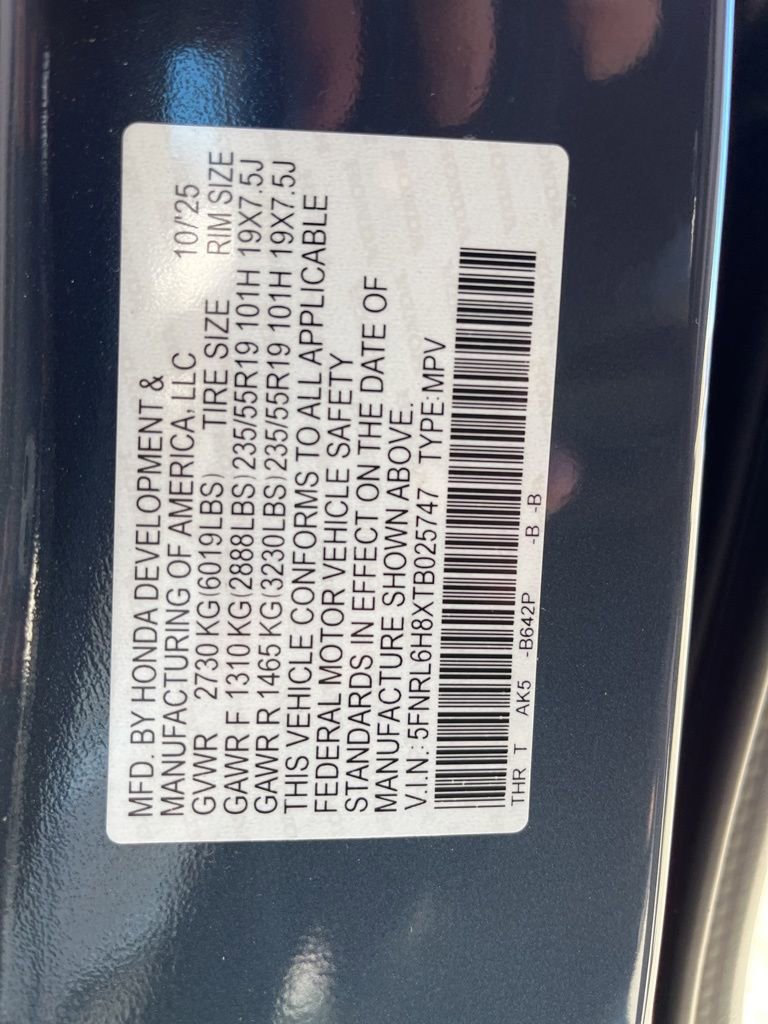 MFD. BY HONDA DEVELOPMENT &
MANUFACTURING OF AMERICA, LLC 10/'25
GVWR 2730 KG(6019LBS) TIRE SIZE RIM SIZE
GAWR F 1310 KG(2888LBS)235/55R19 101H 19X7.5J
GAWR R 1465 KG(3230LBS)235/55R19 101H 19X7.5J
THIS VEHICLE CONFORMS TO ALL APPLICABLE
FEDERAL MOTOR VEHICLE SAFETY
STANDARDS IN EFFECT ON THE DATE OF
MANUFACTURE SHOWN ABOVE.
V.I.N.: 5FNRL6H8XTB025747 TYPE:MPV
THR T AK5 -B642P -B -B